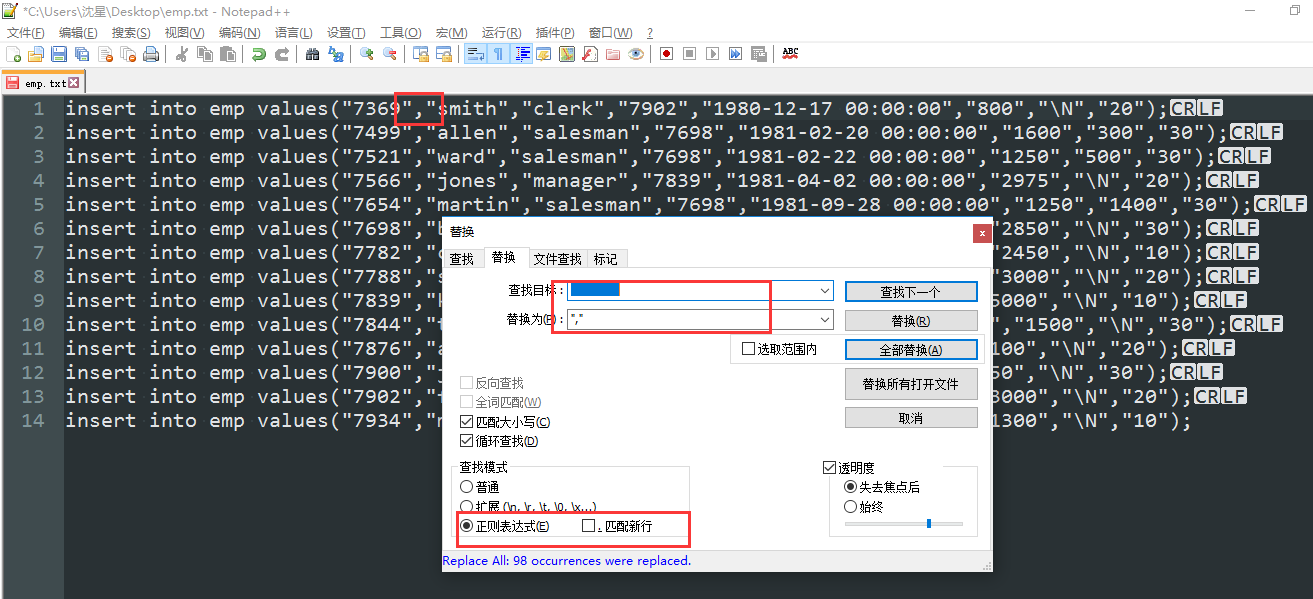 *C:\Users\沈星\Desktop\emp.txt - Notepad++
文件(F) 编辑(E) 搜索(S) 视图(V) 编码(N) 语言(L) 设置(T) 工具(O) 宏(M) 运行(R) 插件(P) 窗口(W) ?
emp.txt
1 insert into emp values("7369","smith","clerk","7902","1980-12-17 00:00:00","800","\N","20");CRLF
2 insert into emp values("7499","allen","salesman","7698","1981-02-20 00:00:00","1600","300","30");CRLF
3 insert into emp values("7521","ward","salesman","7698","1981-02-22 00:00:00","1250","500","30");CRLF
4 insert into emp values("7566","jones","manager","7839","1981-04-02 00:00:00","2975","\N","20");CRLF
5 insert into emp values("7654","martin","salesman","7698","1981-09-28 00:00:00","1250","1400","30");CRLF
6 insert into emp values("7698", 2850","\N","30");CRLF
7 insert into emp values("7782", 2450","\N","10");CRLF
8 insert into emp values("7788", 3000","\N","20");CRLF
9 insert into emp values("7839", 5000","\N","10");CRLF
10 insert into emp values("7844", 1500","\N","30");CRLF
11 insert into emp values("7876", 100","\N","20");CRLF
12 insert into emp values("7900", 50","\N","30");CRLF
13 insert into emp values("7902", 3000","\N","20");CRLF
14 insert into emp values("7934", 1300","\N","10");
替换
x
查找 替换 文件查找 标记
查找目标:
查找下一个
替换为(P): ","
替换(R)
选取范围内
全部替换(A)
替换所有打开文件
取消
反向查找
全词匹配(W)
匹配大小写(C)
循环查找(D)
查找模式
普通
扩展 (\n, \r, \t, \0, \x...)
正则表达式(E) . 匹配新行
透明度
失去焦点后
始终
Replace All: 98 occurrences were replaced.
ABC